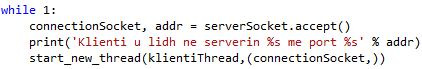 while 1:
    connectionSocket, addr = serverSocket.accept()
    print('Klienti u lidh ne serverin %s me port %s' % addr)
    start_new_thread(klientiThread,(connectionSocket,))